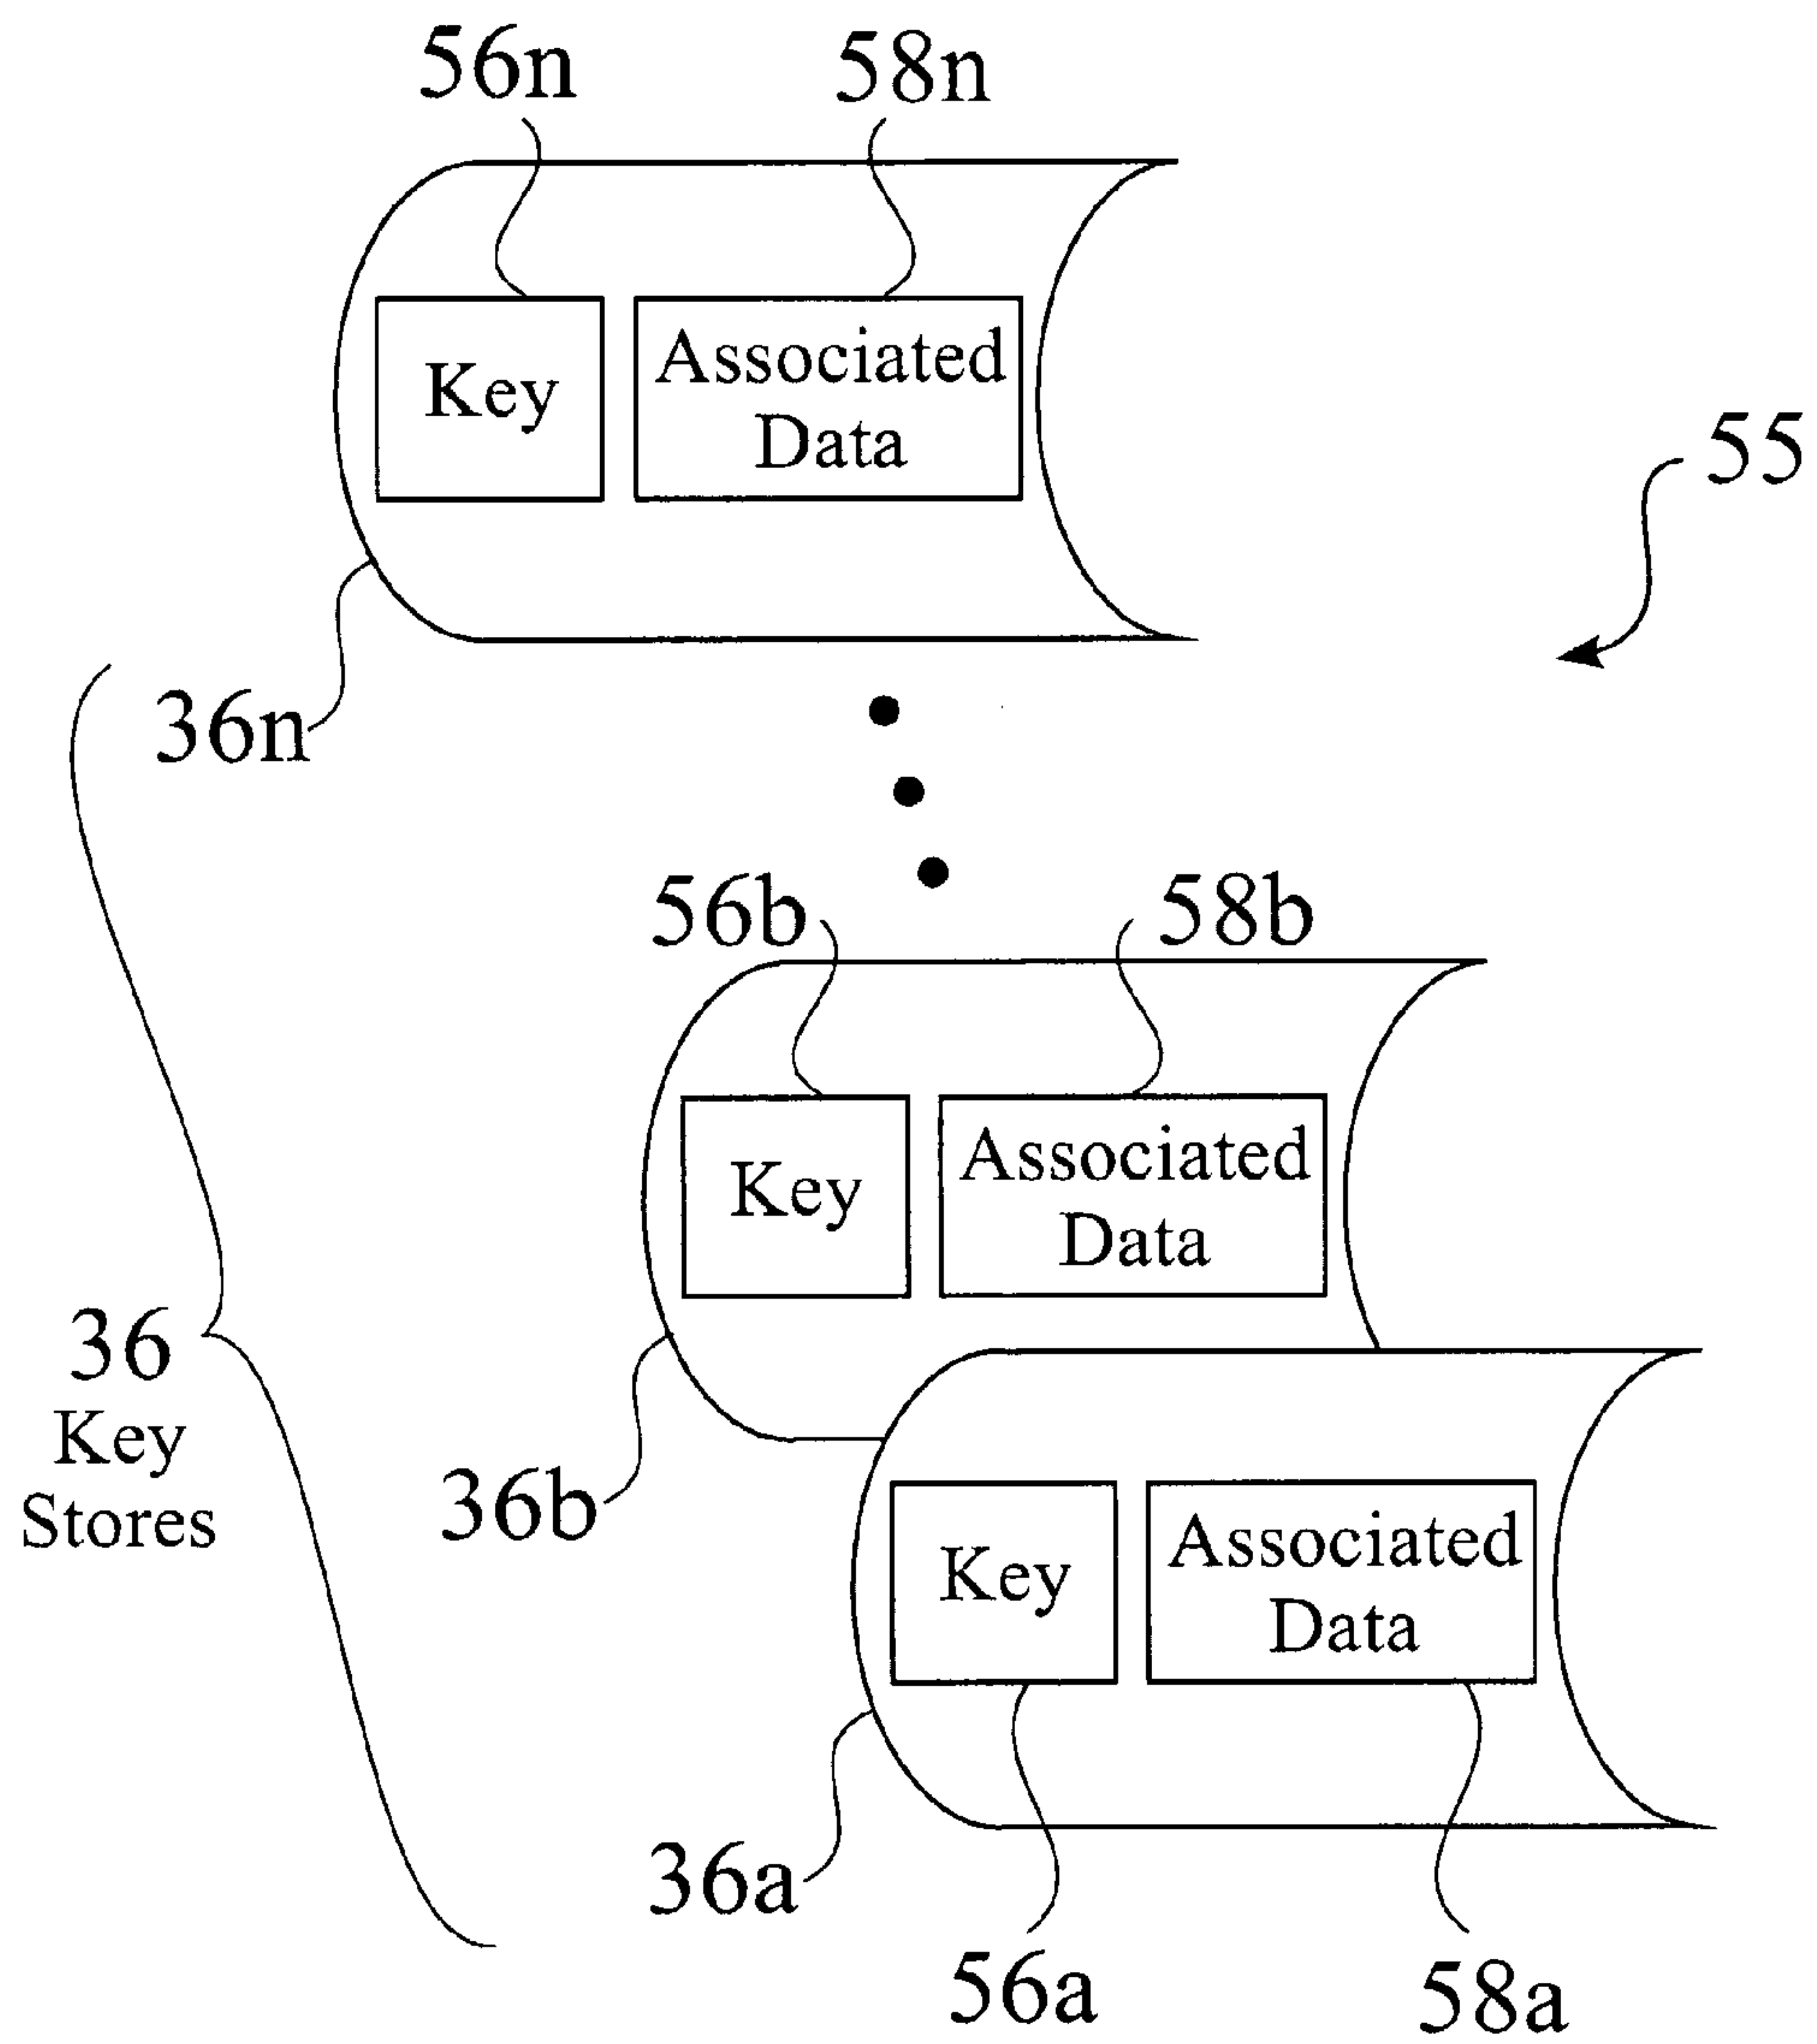 56n
58n
Key
Associated
Data
55
36n
56b
58b
Key
Associated
Data
36
Key
Stores
36b
Key
Associated
Data
36a
56a
58a